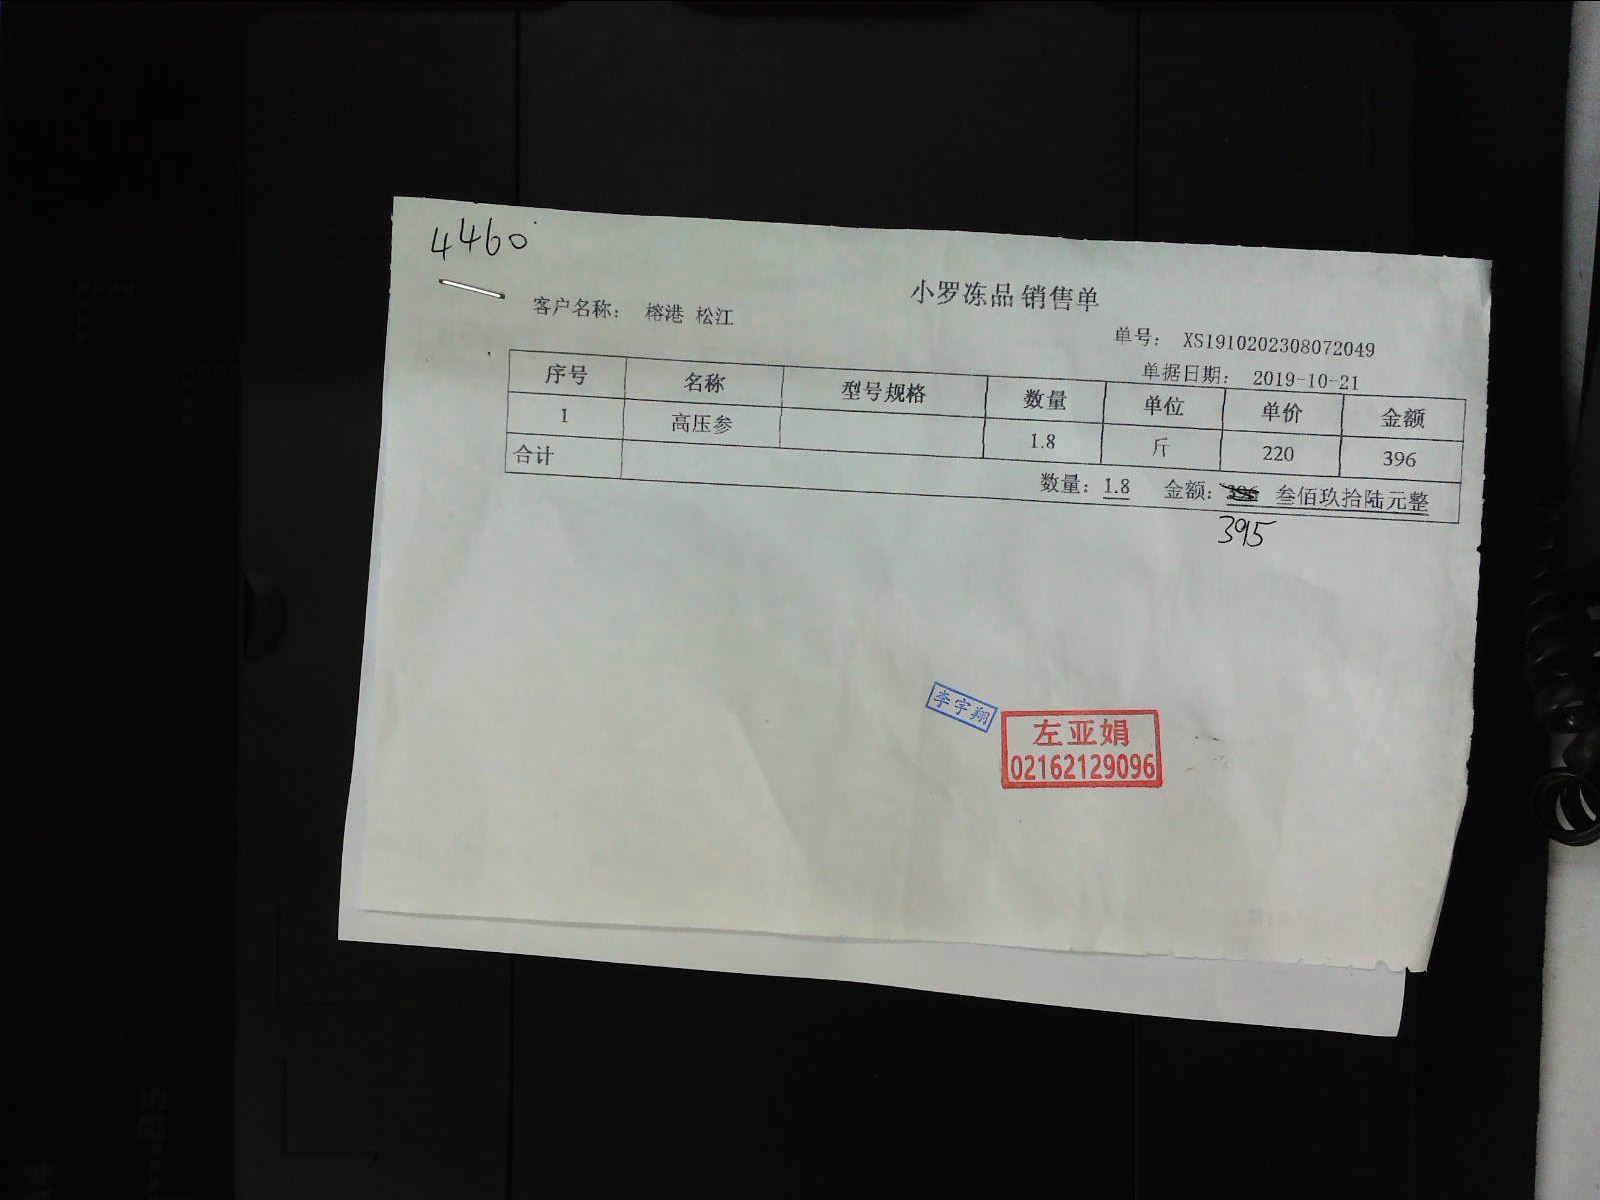 4460
小罗冻品 销售单
客户名称: 榕港 松江
单号: XS1910202308072049
单据日期: 2019-10-21
序号 名称 型号规格 数量 单位 单价 金额
1 高压参 1.8 斤 220 396
合计 数量: 1.8 金额: 396 叁佰玖拾陆元整
395
李宇翔
左亚娟
02162129096